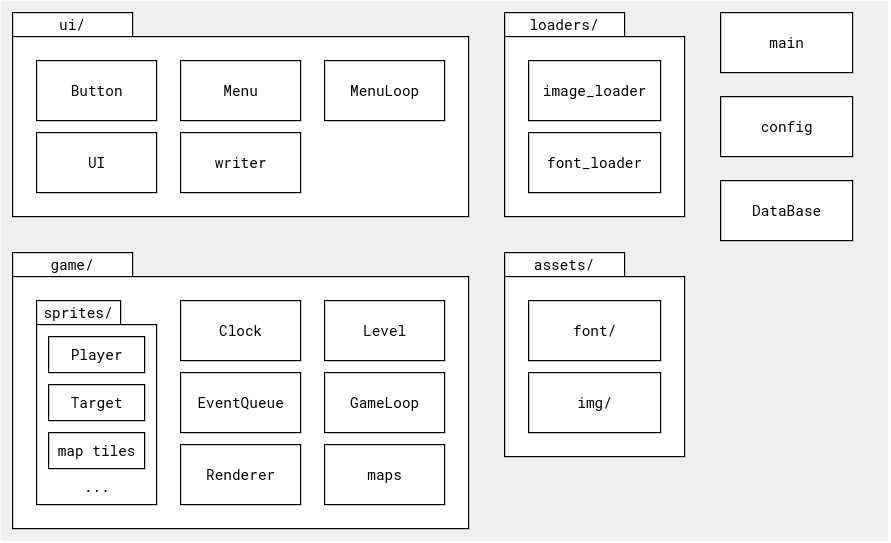 ui/
Button
Menu
MenuLoop
UI
writer
loaders/
image_loader
font_loader
main
config
DataBase
game/
sprites/
Player
Target
map tiles
...
Clock
Level
EventQueue
GameLoop
Renderer
maps
assets/
font/
img/